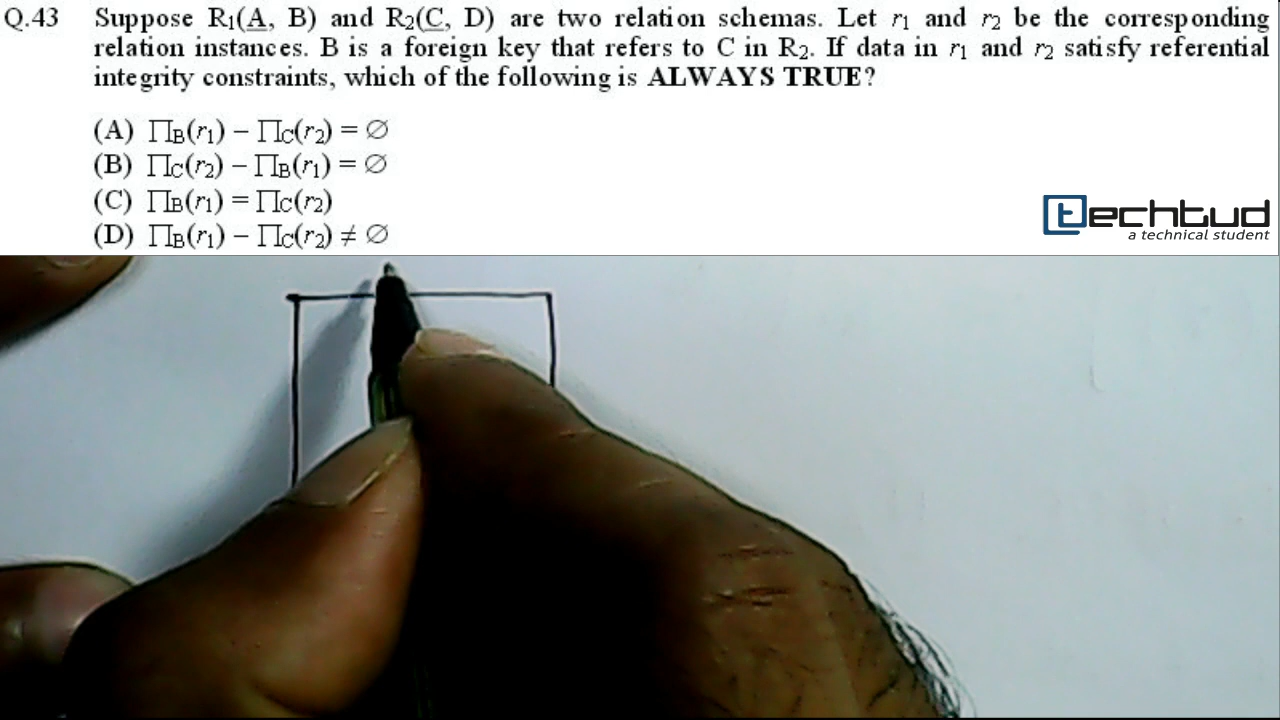 Q.43 Suppose R₁(A, B) and R₂(C, D) are two relation schemas. Let r₁ and r₂ be the corresponding
relation instances. B is a foreign key that refers to C in R₂. If data in r₁ and r₂ satisfy referential
integrity constraints, which of the following is ALWAYS TRUE?
(A) ∏B(r₁) – ∏C(r₂) = ∅
(B) ∏C(r₂) – ∏B(r₁) = ∅
(C) ∏B(r₁) = ∏C(r₂)
(D) ∏B(r₁) – ∏C(r₂) ≠ ∅
techtud
a technical student